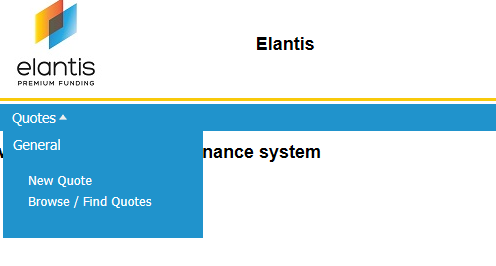 elantis
PREMIUM FUNDING
Elantis
Quotes
General
nance system
New Quote
Browse / Find Quotes